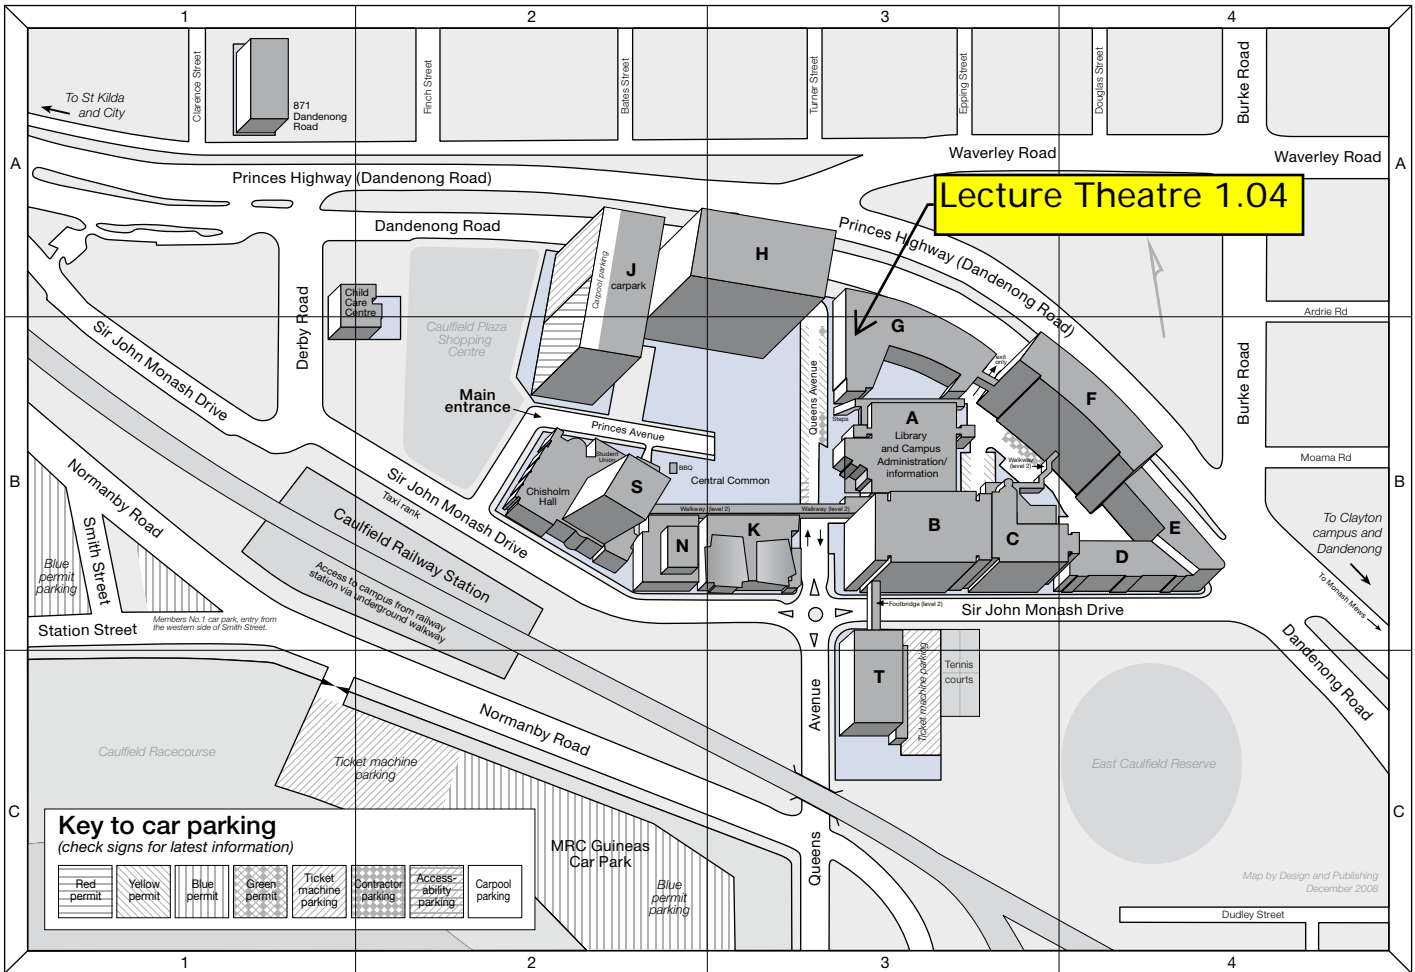 1
2
3
4
A
A
B
B
C
C
1
2
3
4
Clarence Street
Finch Street
Bates Street
Turner Street
Epping Street
Douglas Street
Burke Road
To St Kilda
and City
871
Dandenong
Road
Waverley Road
Waverley Road
Princes Highway (Dandenong Road)
Lecture Theatre 1.04
Dandenong Road
Princes Highway (Dandenong Road)
J
carpark
Carpool parking
H
G
Child
Care
Centre
Derby Road
Caulfield Plaza
Shopping
Centre
Ardrie Rd
Sir John Monash Drive
Burke Road
exit
only
F
Main
entrance
Princes Avenue
Queens Avenue
Steps
A
Library
and Campus
Administration/
information
Walkway
(level 2)
Moama Rd
Student
Union
BBQ
Central Common
Chisholm
Hall
S
Normanby Road
Sir John Monash Drive
Taxi rank
Walkway (level 2)
Walkway (level 2)
N
K
B
C
D
E
To Clayton
campus and
Dandenong
To Monash Mews
Smith Street
Blue
permit
parking
Caulfield Railway Station
Access to campus from railway
station via underground walkway
Members No.1 car park, entry from
the western side of Smith Street.
Station Street
Footbridge (level 2)
Sir John Monash Drive
T
Ticket machine parking
Tennis
courts
Dandenong Road
Avenue
Normanby Road
Caulfield Racecourse
Ticket machine
parking
East Caulfield Reserve
Key to car parking
(check signs for latest information)
Red
permit
Yellow
permit
Blue
permit
Green
permit
Ticket
machine
parking
Contractor
parking
Access-
ability
parking
Carpool
parking
MRC Guineas
Car Park
Blue
permit
parking
Queens
Map by Design and Publishing
December 2008
Dudley Street